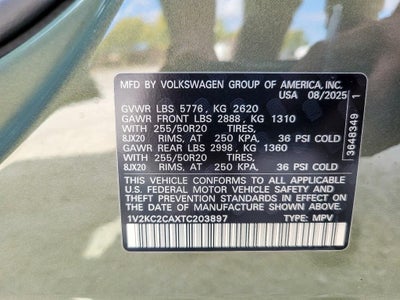 MFD. BY VOLKSWAGEN GROUP OF AMERICA, INC.
USA 08/2025
GVWR LBS 5776, KG 2620
GAWR FRONT LBS 2888, KG 1310
WITH 255/50R20 TIRES,
8JX20 RIMS, AT 250 KPA, 36 PSI COLD
GAWR REAR LBS 2998, KG 1360
WITH 255/50R20 TIRES,
8JX20 RIMS, AT 250 KPA, 36 PSI COLD
THIS VEHICLE CONFORMS TO ALL APPLICABLE
U.S. FEDERAL MOTOR VEHICLE SAFETY AND
THEFT PREVENTION STANDARDS IN EFFECT ON THE
DATE OF MANUFACTURE SHOWN ABOVE.
1V2KC2CAXTC203897 TYPE: MPV
3648349 1